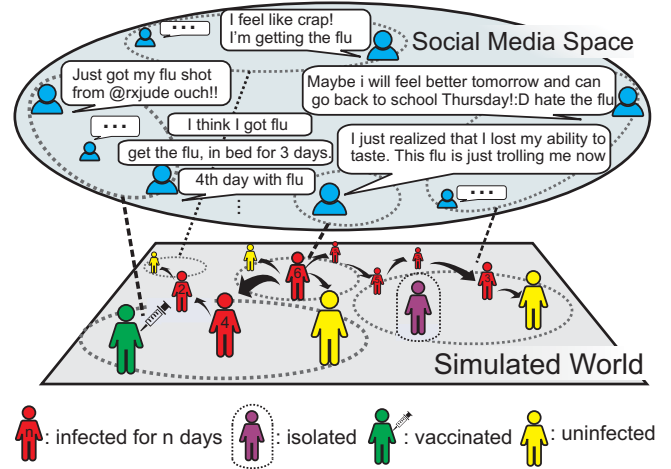 ...
I feel like crap!
I'm getting the flu
Social Media Space
Just got my flu shot
from @rxjude ouch!!
Maybe i will feel better tomorrow and can
go back to school Thursday!:D hate the flu
...
I think I got flu
I just realized that I lost my ability to
taste. This flu is just trolling me now
get the flu, in bed for 3 days.
4th day with flu
...
6
2
4
Simulated World
n
: infected for n days
: isolated
: vaccinated
: uninfected